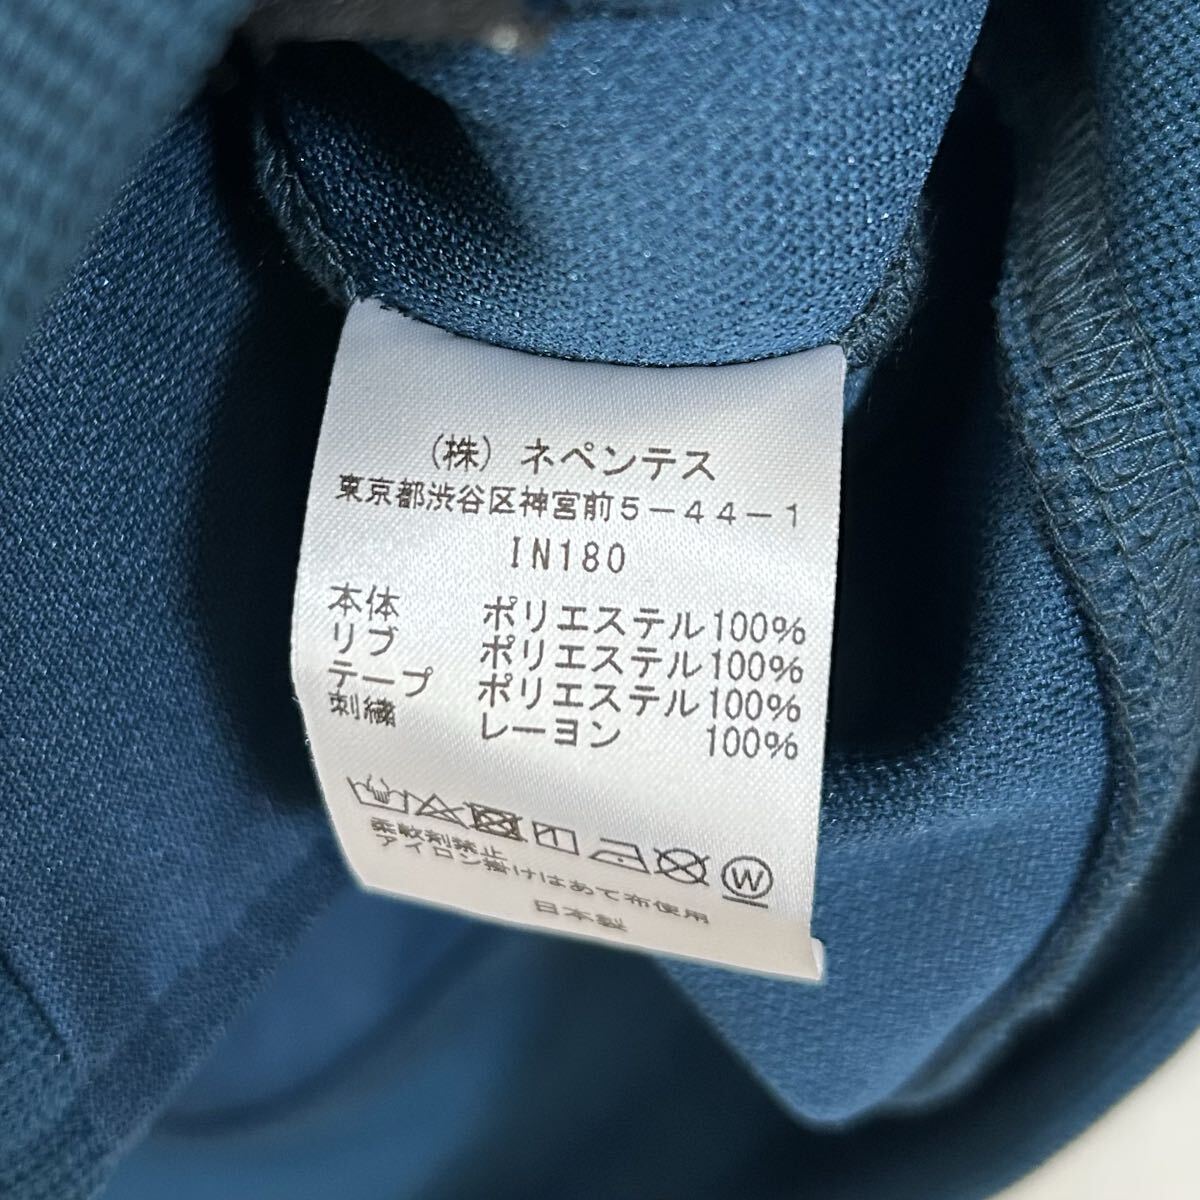 (株) ネペンテス
東京都渋谷区神宮前5-44-1
IN180
本体 ポリエステル100%
リブ ポリエステル100%
テープ ポリエステル100%
刺繍 レーヨン 100%
W
柔軟剤禁止
アイロン掛けはあて布使用
日本製